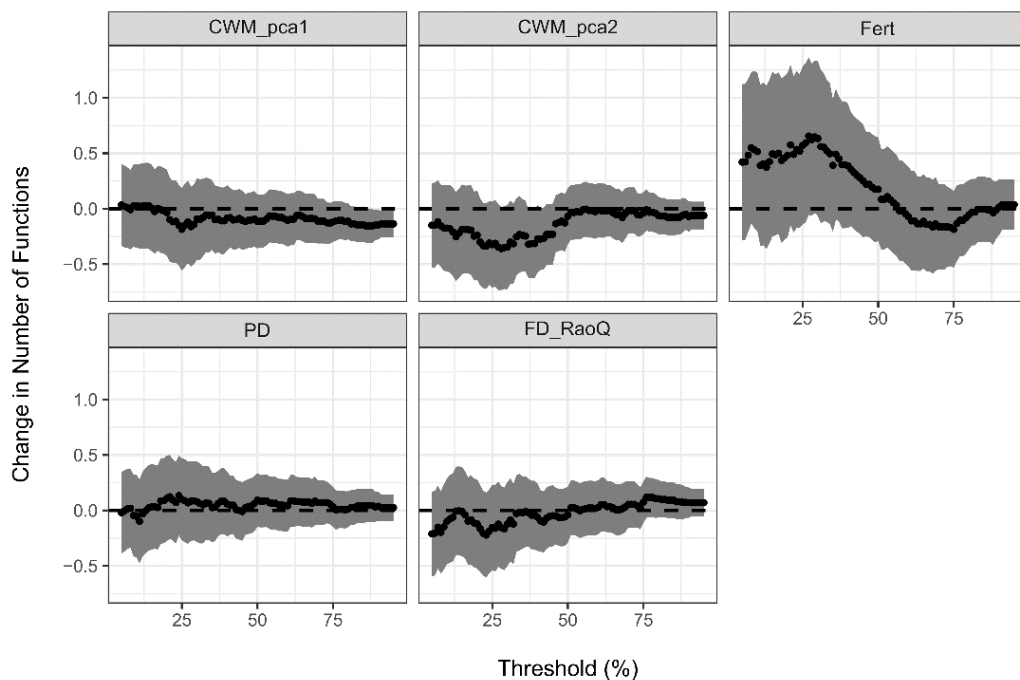 CWM_pca1 CWM_pca2 Fert
1.0
0.5
0.0
−0.5
25 50 75
PD FD_RaoQ
1.0
0.5
0.0
−0.5
25 50 75 25 50 75
Change in Number of Functions
Threshold (%)